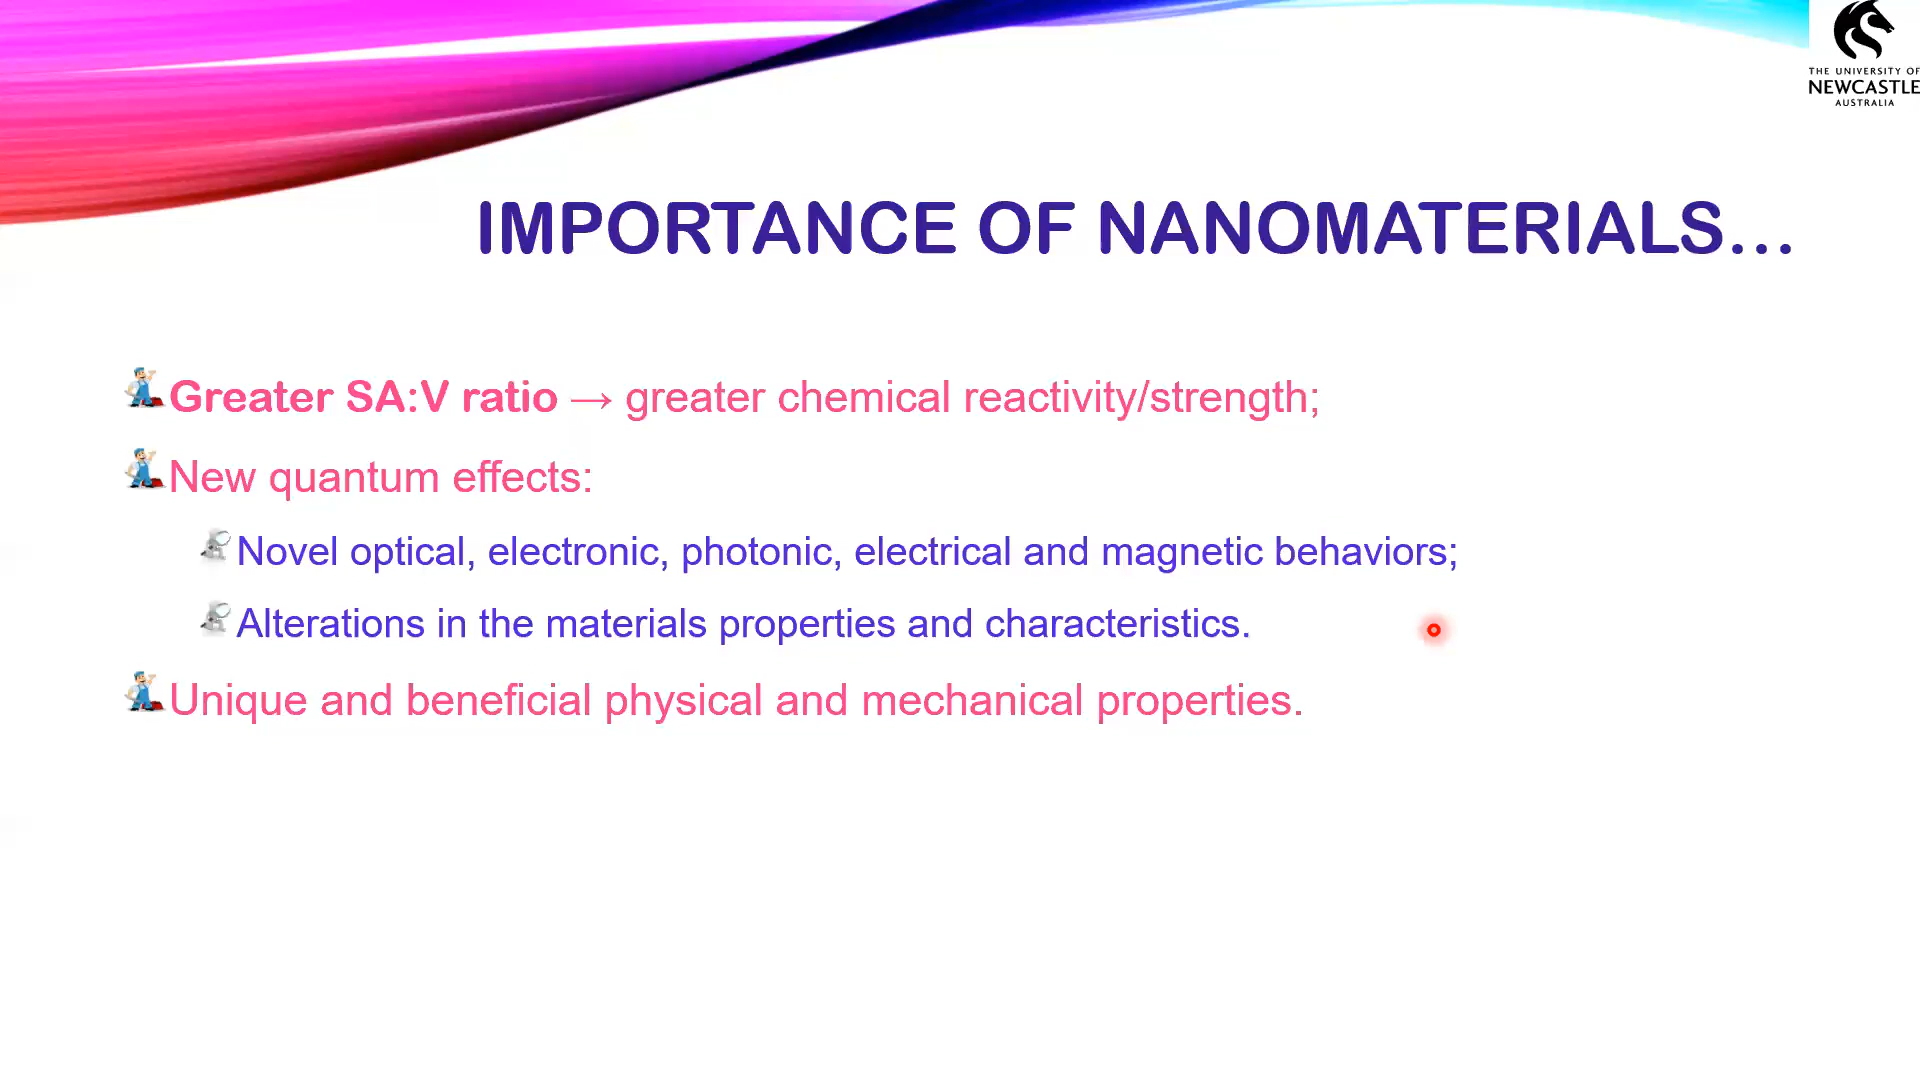 THE UNIVERSITY OF
NEWCASTLE
AUSTRALIA
IMPORTANCE OF NANOMATERIALS...
Greater SA:V ratio → greater chemical reactivity/strength;
New quantum effects:
Novel optical, electronic, photonic, electrical and magnetic behaviors;
Alterations in the materials properties and characteristics.
Unique and beneficial physical and mechanical properties.